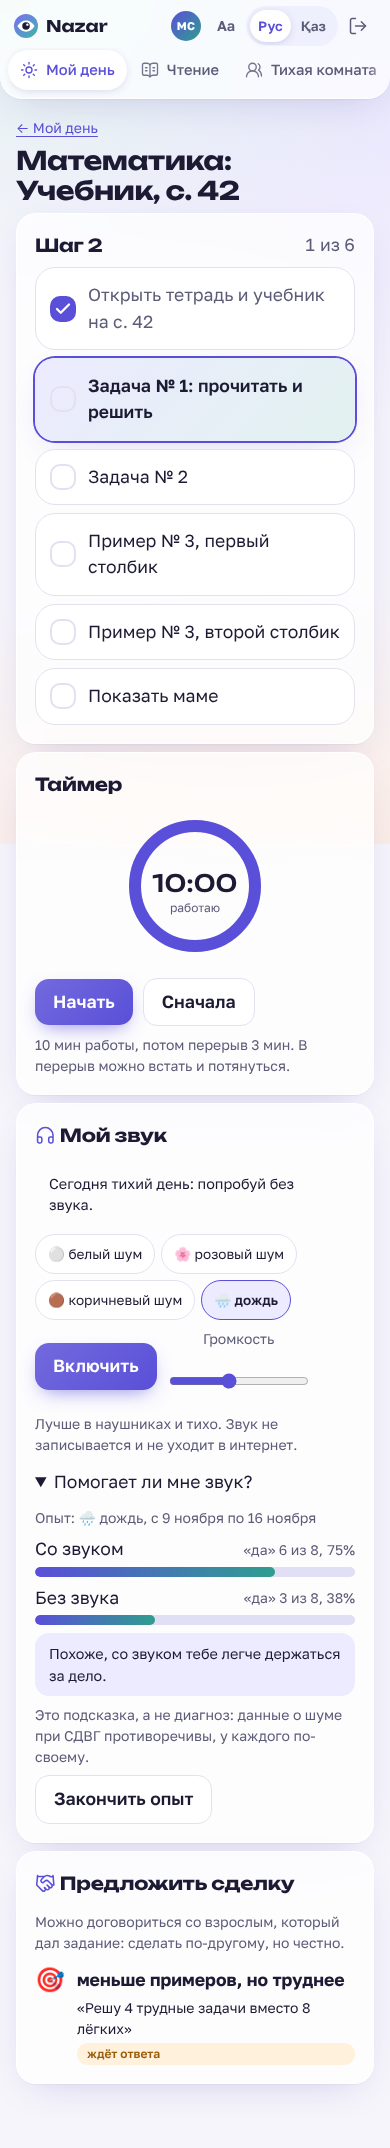 Nazar
МС Аа Рус Қаз
Мой день Чтение Тихая комната
← Мой день
Математика:
Учебник, с. 42
Шаг 2 1 из 6
Открыть тетрадь и учебник
на с. 42
Задача № 1: прочитать и
решить
Задача № 2
Пример № 3, первый
столбик
Пример № 3, второй столбик
Показать маме
Таймер
10:00
работаю
Начать Сначала
10 мин работы, потом перерыв 3 мин. В
перерыв можно встать и потянуться.
Мой звук
Сегодня тихий день: попробуй без
звука.
белый шум розовый шум
коричневый шум дождь
Громкость
Включить
Лучше в наушниках и тихо. Звук не
записывается и не уходит в интернет.
▼ Помогает ли мне звук?
Опыт: 🌧️ дождь, с 9 ноября по 16 ноября
Со звуком «да» 6 из 8, 75%
Без звука «да» 3 из 8, 38%
Похоже, со звуком тебе легче держаться
за дело.
Это подсказка, а не диагноз: данные о шуме
при СДВГ противоречивы, у каждого по-
своему.
Закончить опыт
Предложить сделку
Можно договориться со взрослым, который
дал задание: сделать по-другому, но честно.
меньше примеров, но труднее
«Решу 4 трудные задачи вместо 8
лёгких»
ждёт ответа